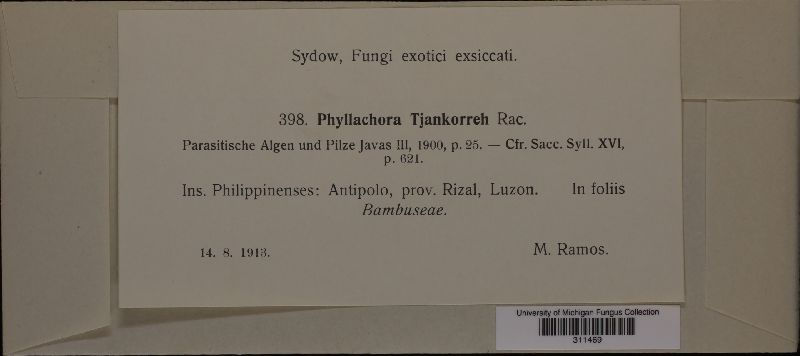 Sydow, Fungi exotici exsiccati.
398. Phyllachora Tjankorreh Rac.
Parasitische Algen und Pilze Javas III, 1900, p. 25. — Cfr. Sacc. Syll. XVI,
p. 621.
Ins. Philippinenses: Antipolo, prov. Rizal, Luzon. In foliis
Bambuseae.
14. 8. 1913. M. Ramos.
University of Michigan Fungus Collection
311469